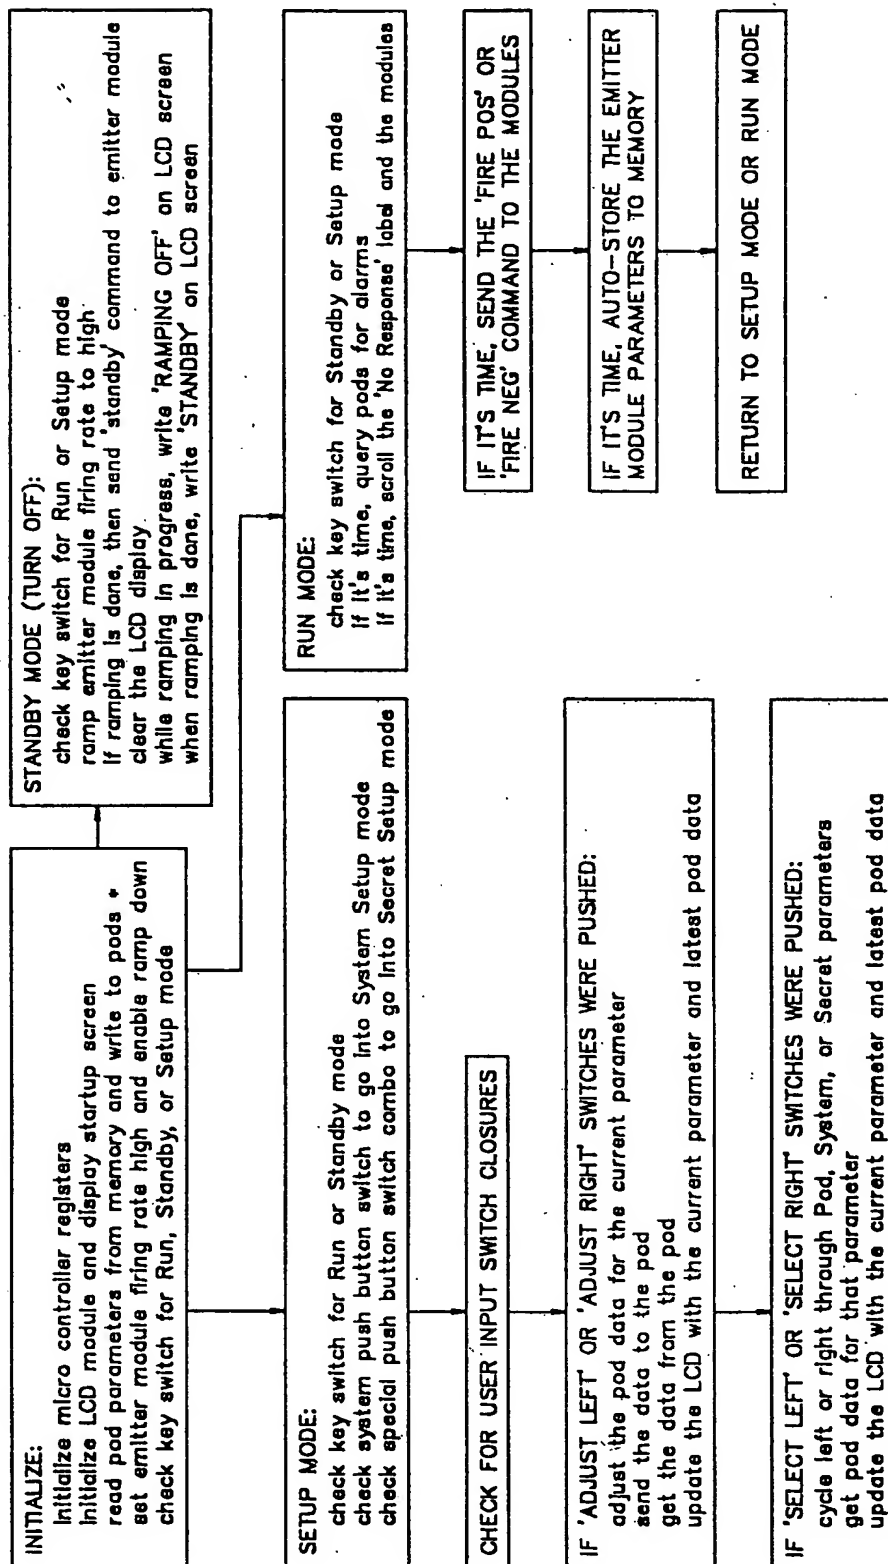 INITIALIZE:
Initialize micro controller registers
Initialize LCD module and display startup screen
read pod parameters from memory and write to pods *
set emitter module firing rate high and enable ramp down
check key switch for Run, Standby, or Setup mode
STANDBY MODE (TURN OFF):
check key switch for Run or Setup mode
ramp emitter module firing rate to high
If ramping is done, then send 'standby' command to emitter module
clear the LCD display
while ramping in progress, write 'RAMPING OFF' on LCD screen
when ramping is done, write 'STANDBY' on LCD screen
SETUP MODE:
check key switch for Run or Standby mode
check system push button switch to go into System Setup mode
check special push button switch combo to go into Secret Setup mode
RUN MODE:
check key switch for Standby or Setup mode
If it's time, query pods for alarms
If it's time, scroll the 'No Response' label and the modules
CHECK FOR USER INPUT SWITCH CLOSURES
IF IT'S TIME, SEND THE 'FIRE POS' OR
'FIRE NEG' COMMAND TO THE MODULES
IF 'ADJUST LEFT' OR 'ADJUST RIGHT' SWITCHES WERE PUSHED:
adjust the pod data for the current parameter
send the data to the pod
get the data from the pod
update the LCD with the current parameter and latest pod data
IF IT'S TIME, AUTO-STORE THE EMITTER
MODULE PARAMETERS TO MEMORY
RETURN TO SETUP MODE OR RUN MODE
IF 'SELECT LEFT' OR 'SELECT RIGHT' SWITCHES WERE PUSHED:
cycle left or right through Pod, System, or Secret parameters
get pod data for that parameter
update the LCD with the current parameter and latest pod data